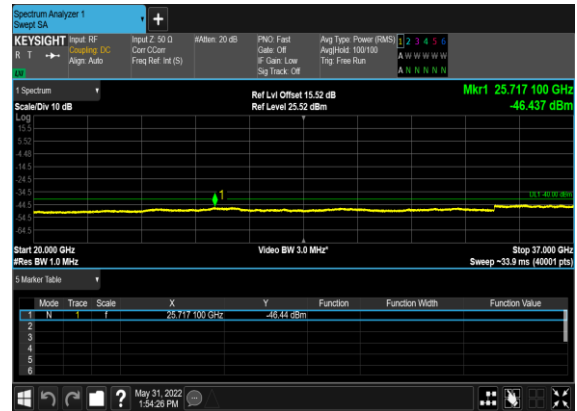 Spectrum Analyzer 1
Swept SA
+
KEYSIGHT Input: RF Input Z: 50 Ω #Atten: 20 dB PNO: Fast Avg Type: Power (RMS) 1 2 3 4 5 6
R T Coupling: DC Corr CCorr Gate: Off Avg|Hold: 100/100 A W W W W W
Align: Auto Freq Ref: Int (S) IF Gain: Low Trig: Free Run
Sig Track: Off A N N N N N
1 Spectrum Ref Lvl Offset 15.52 dB Mkr1 25.717 100 GHz
Scale/Div 10 dB Ref Level 25.52 dBm -46.437 dBm
Log
15.5
5.52
-4.48
-14.5
-24.5
-34.5 1 DL1 -40.00 dBm
-44.5
-54.5
-64.5
Start 20.000 GHz Video BW 3.0 MHz* Stop 37.000 GHz
#Res BW 1.0 MHz Sweep ~33.9 ms (40001 pts)
5 Marker Table
Mode Trace Scale X Y Function Function Width Function Value
1 N 1 f 25.717 100 GHz -46.44 dBm
2
3
4
5
6
? May 31, 2022
1:54:26 PM